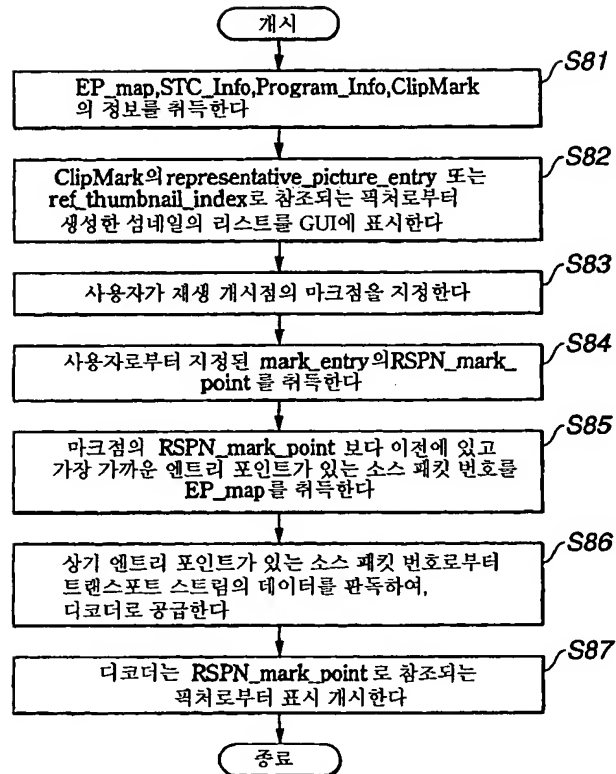 개시
S81
EP_map,STC_Info,Program_Info,ClipMark
의 정보를 취득한다
S82
ClipMark의 representative_picture_entry 또는
ref_thumbnail_index로 참조되는 픽처로부터
생성한 섬네일의 리스트를 GUI에 표시한다
S83
사용자가 재생 개시점의 마크점을 지정한다
S84
사용자로부터 지정된 mark_entry의RSPN_mark_
point 를 취득한다
S85
마크점의 RSPN_mark_point 보다 이전에 있고
가장 가까운 엔트리 포인트가 있는 소스 패킷 번호를
EP_map를 취득한다
S86
상기 엔트리 포인트가 있는 소스 패킷 번호로부터
트랜스포트 스트림의 데이터를 판독하여,
디코더로 공급한다
S87
디코더는 RSPN_mark_point 로 참조되는
픽처로부터 표시 개시한다
종료